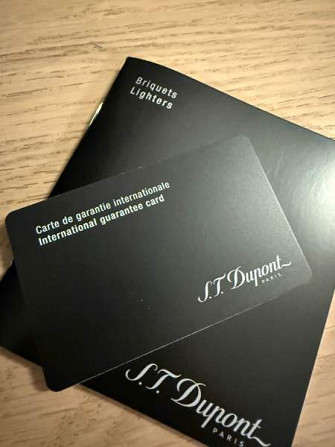 Briquets
Lighters
Carte de garantie internationale
International guarantee card
S.T. Dupont
PARIS
S.T. Dupont
PARIS